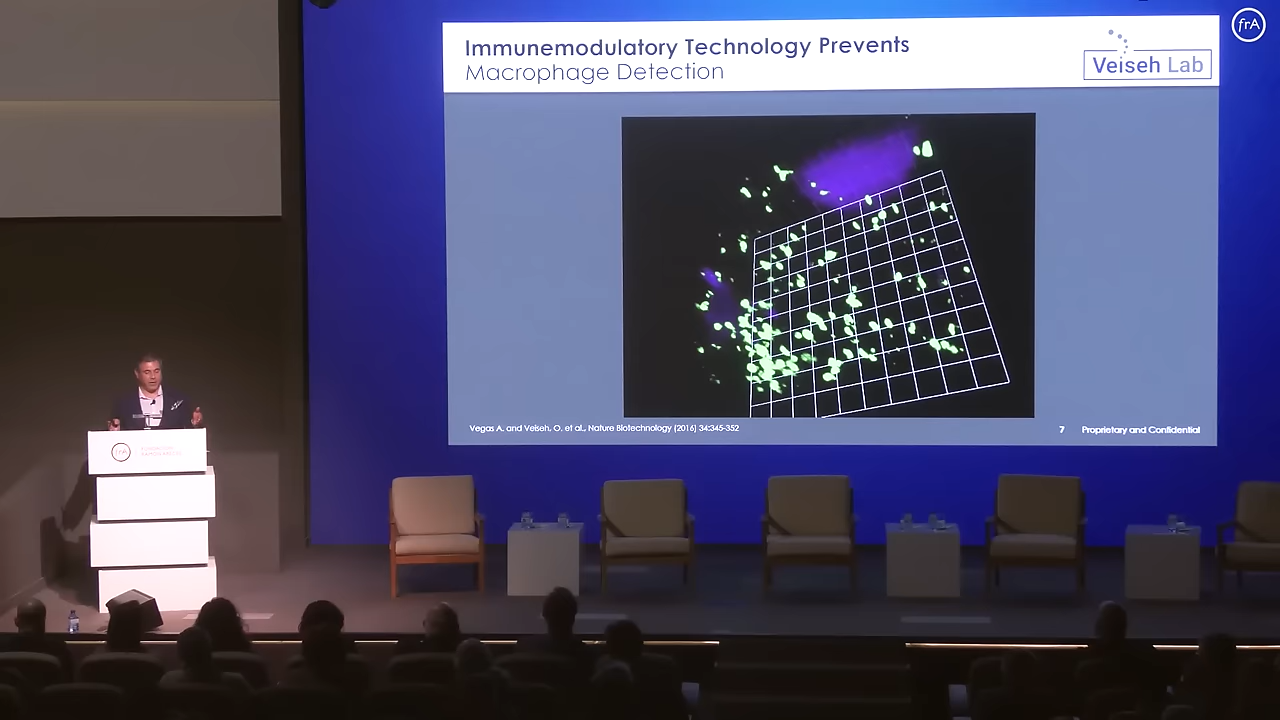 Immunemodulatory Technology Prevents
Macrophage Detection
Veiseh Lab
frA
Vegas A. and Veiseh, O. et al., Nature Biotechnology (2016) 34:345-352
7
Proprietary and Confidential
frA